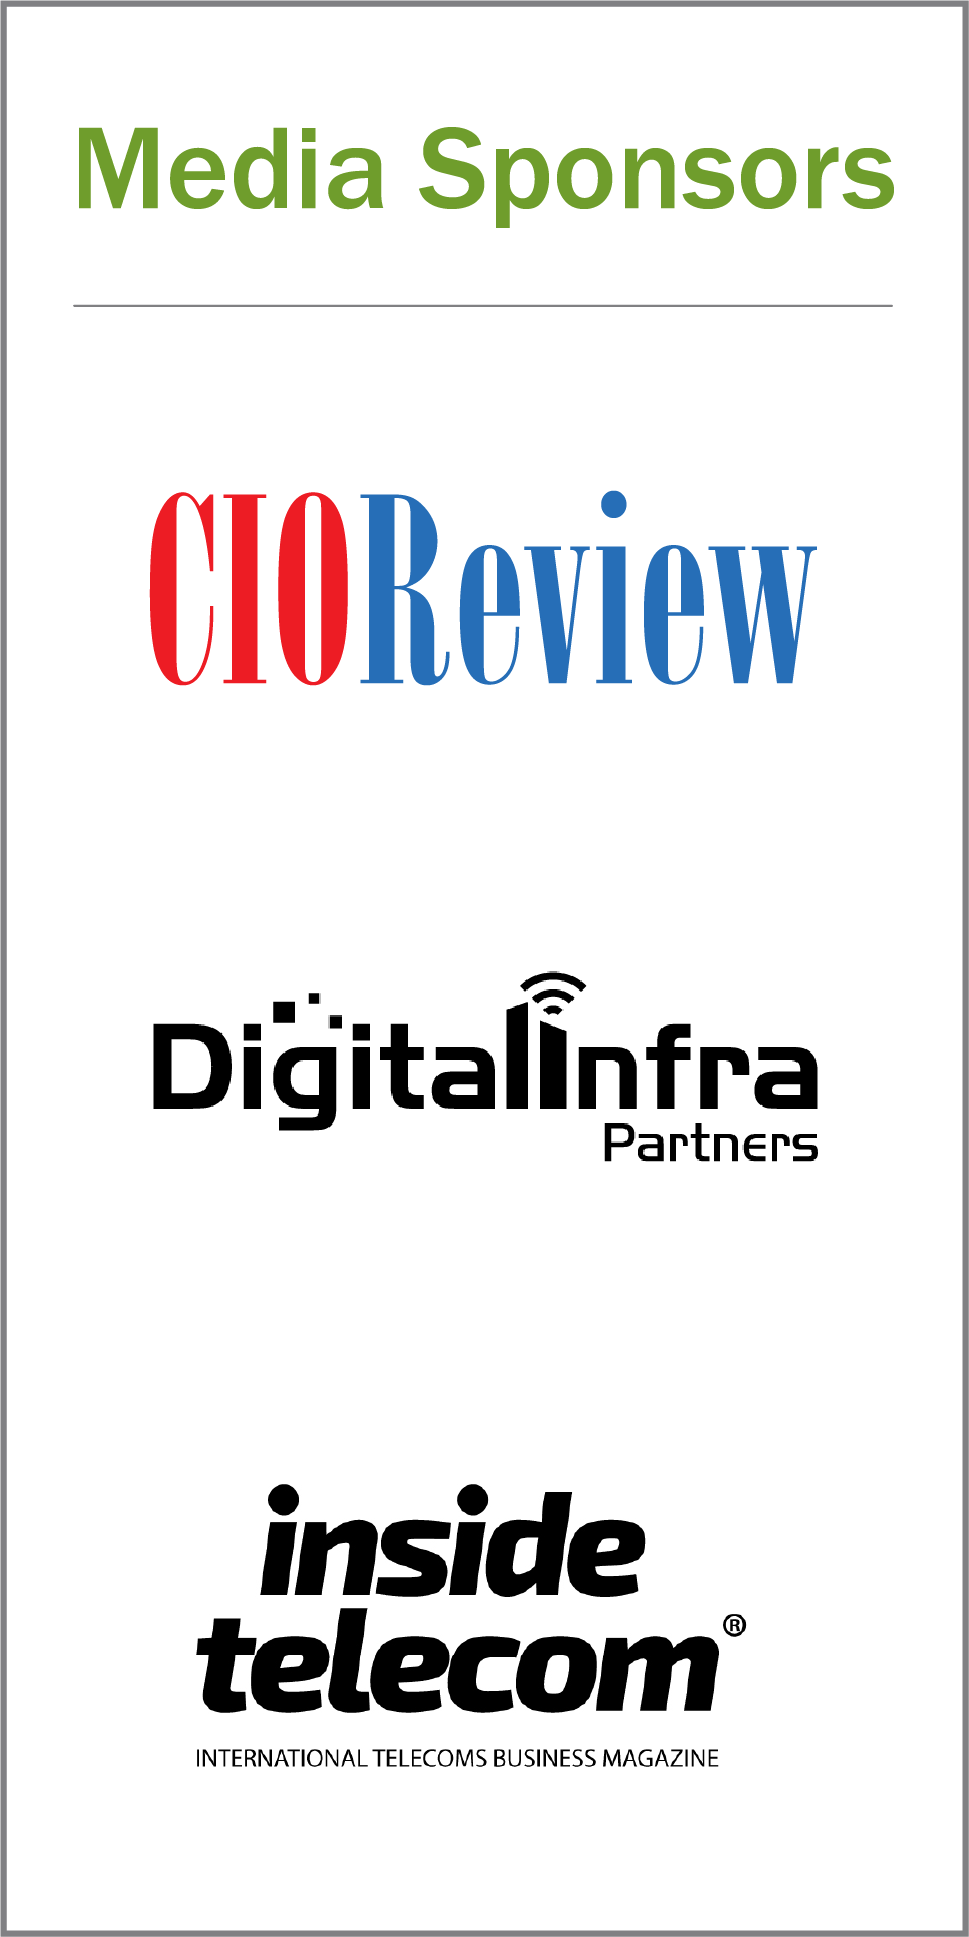 Media Sponsors
CIOReview
DigitalInfra
Partners
inside
telecom®
INTERNATIONAL TELECOMS BUSINESS MAGAZINE